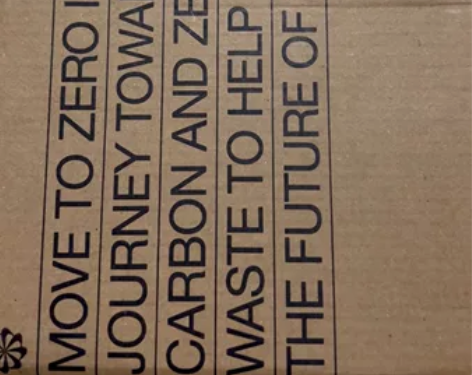 MOVE TO ZERO I
JOURNEY TOWA
CARBON AND ZE
WASTE TO HELP
THE FUTURE OF